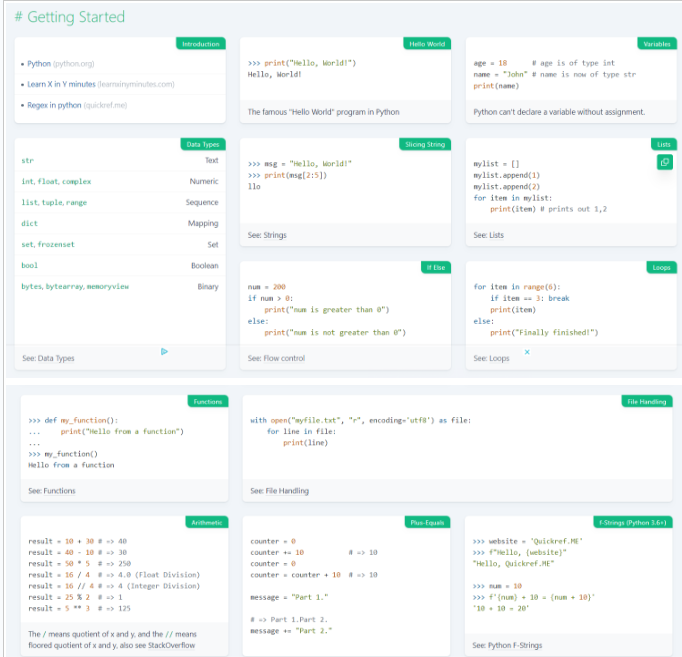 # Getting Started
Introduction
• Python (python.org)
• Learn X in Y minutes (learnxinyminutes.com)
• Regex in python (quickref.me)
Hello World
>>> print("Hello, World!")
Hello, World!
The famous "Hello World" program in Python
Variables
age = 18      # age is of type int
name = "John" # name is now of type str
print(name)
Python can't declare a variable without assignment.
Data Types
str Text
int, float, complex Numeric
list, tuple, range Sequence
dict Mapping
set, frozenset Set
bool Boolean
bytes, bytearray, memoryview Binary
See: Data Types
Slicing String
>>> msg = "Hello, World!"
>>> print(msg[2:5])
llo
See: Strings
Lists
mylist = []
mylist.append(1)
mylist.append(2)
for item in mylist:
    print(item) # prints out 1,2
See: Lists
If Else
num = 200
if num > 0:
    print("num is greater than 0")
else:
    print("num is not greater than 0")
See: Flow control
Loops
for item in range(6):
    if item == 3: break
    print(item)
else:
    print("Finally finished!")
See: Loops
Functions
>>> def my_function():
...     print("Hello from a function")
...
>>> my_function()
Hello from a function
See: Functions
File Handling
with open("myfile.txt", "r", encoding='utf8') as file:
    for line in file:
        print(line)
See: File Handling
Arithmetic
result = 10 + 30 # => 40
result = 40 - 10 # => 30
result = 50 * 5  # => 250
result = 16 / 4  # => 4.0 (Float Division)
result = 16 // 4 # => 4 (Integer Division)
result = 25 % 2  # => 1
result = 5 ** 3  # => 125
The / means quotient of x and y, and the // means
floored quotient of x and y, also see StackOverflow
Plus-Equals
counter = 0
counter += 10           # => 10
counter = 0
counter = counter + 10  # => 10
message = "Part 1."
# => Part 1.Part 2.
message += "Part 2."
f-Strings (Python 3.6+)
>>> website = 'Quickref.ME'
>>> f"Hello, {website}"
"Hello, Quickref.ME"
>>> num = 10
>>> f'{num} + 10 = {num + 10}'
'10 + 10 = 20'
See: Python F-Strings